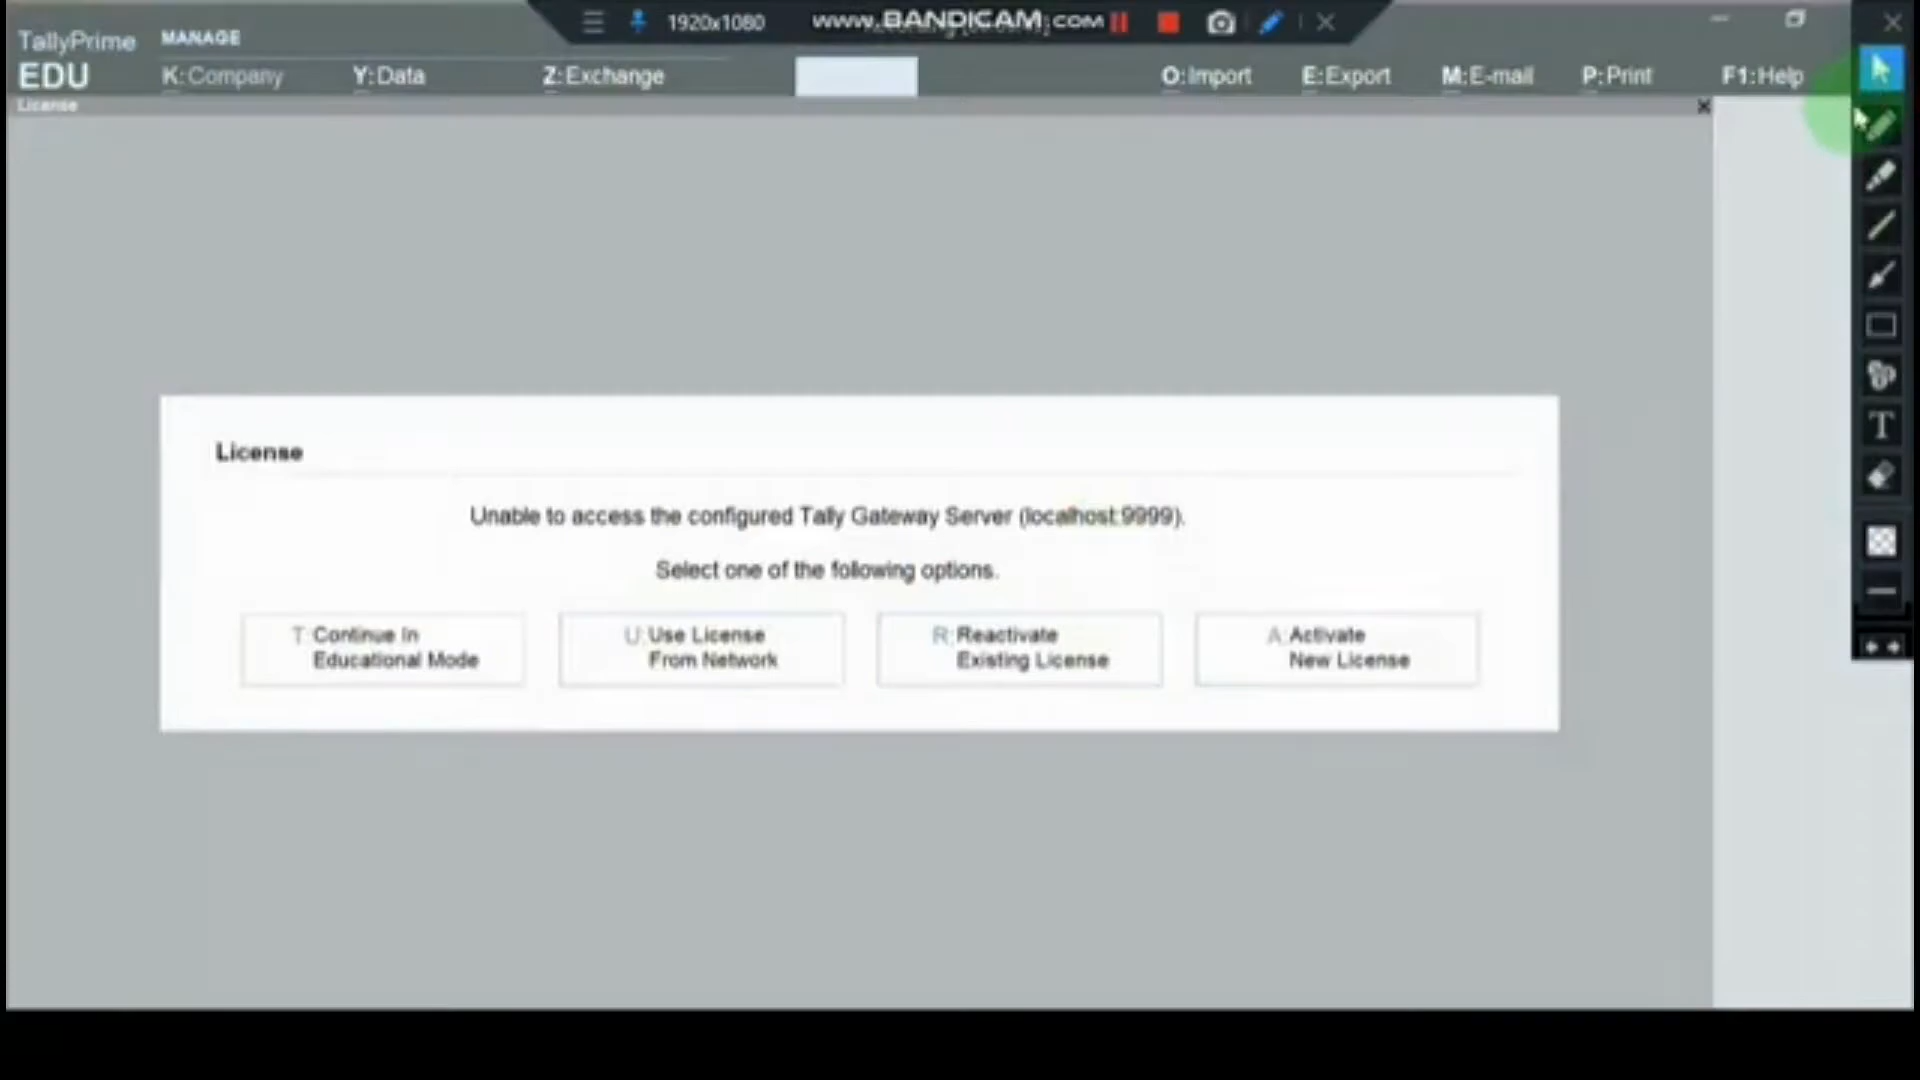 1920x1080
www.BANDICAM.COM
TallyPrime
MANAGE
EDU
K:Company
Y:Data
Z:Exchange
O:Import
E:Export
M:E-mail
P:Print
F1:Help
License
License
Unable to access the configured Tally Gateway Server (localhost:9999).
Select one of the following options.
T: Continue In
Educational Mode
U: Use License
From Network
R: Reactivate
Existing License
A: Activate
New License
T